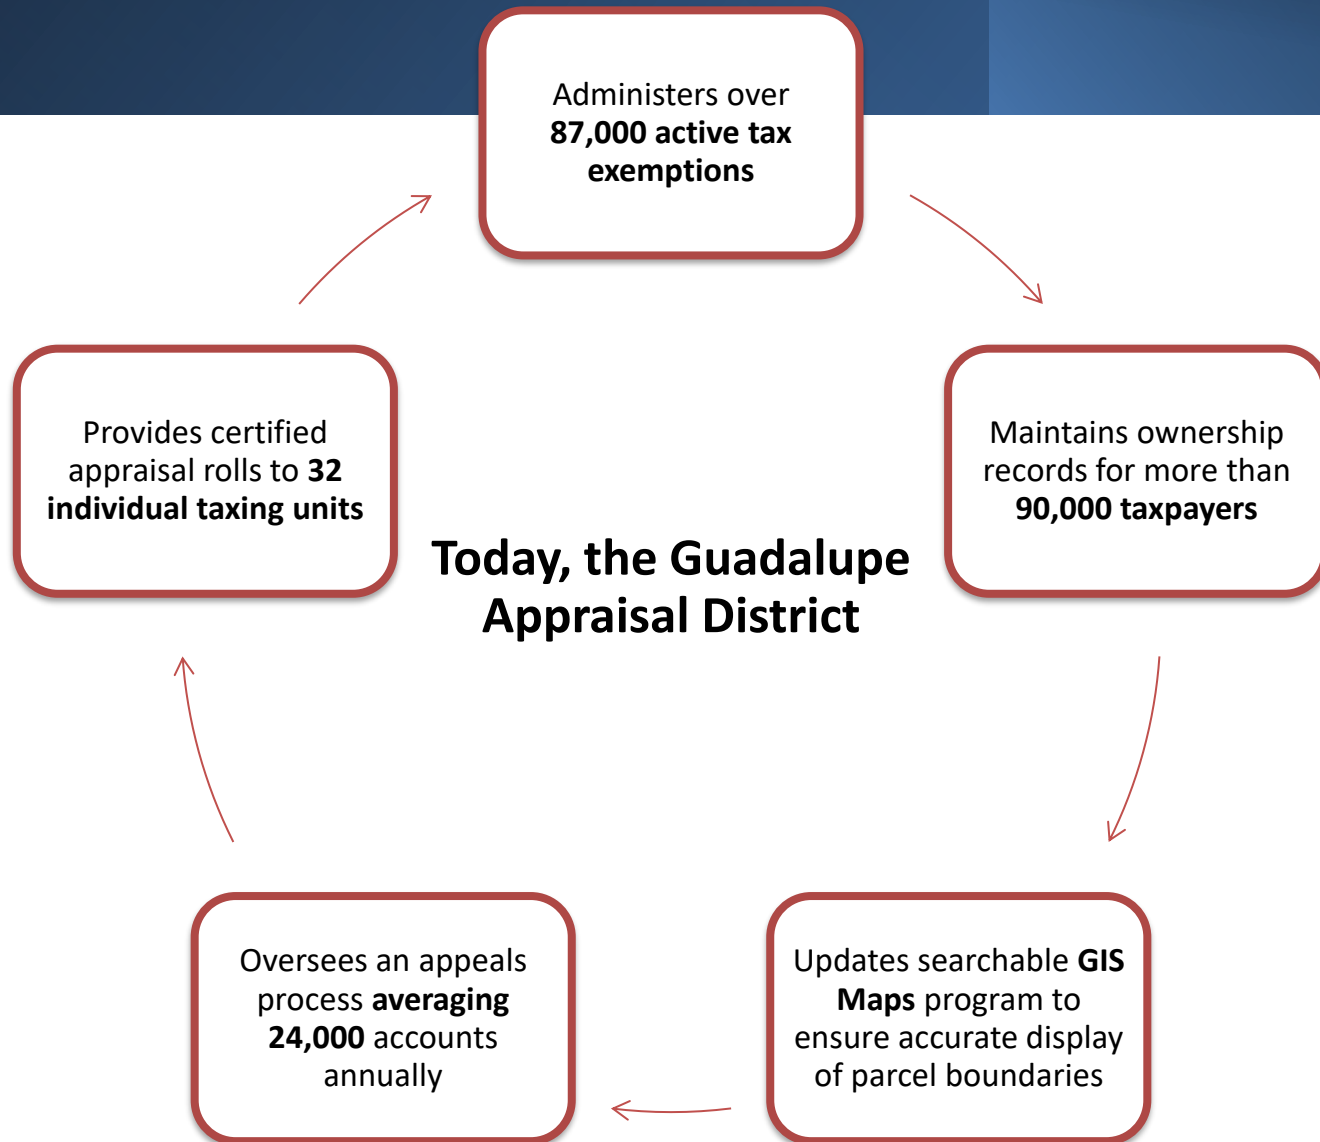 Administers over
87,000 active tax
exemptions
Maintains ownership
records for more than
90,000 taxpayers
Updates searchable GIS
Maps program to
ensure accurate display
of parcel boundaries
Oversees an appeals
process averaging
24,000 accounts
annually
Provides certified
appraisal rolls to 32
individual taxing units
Today, the Guadalupe
Appraisal District